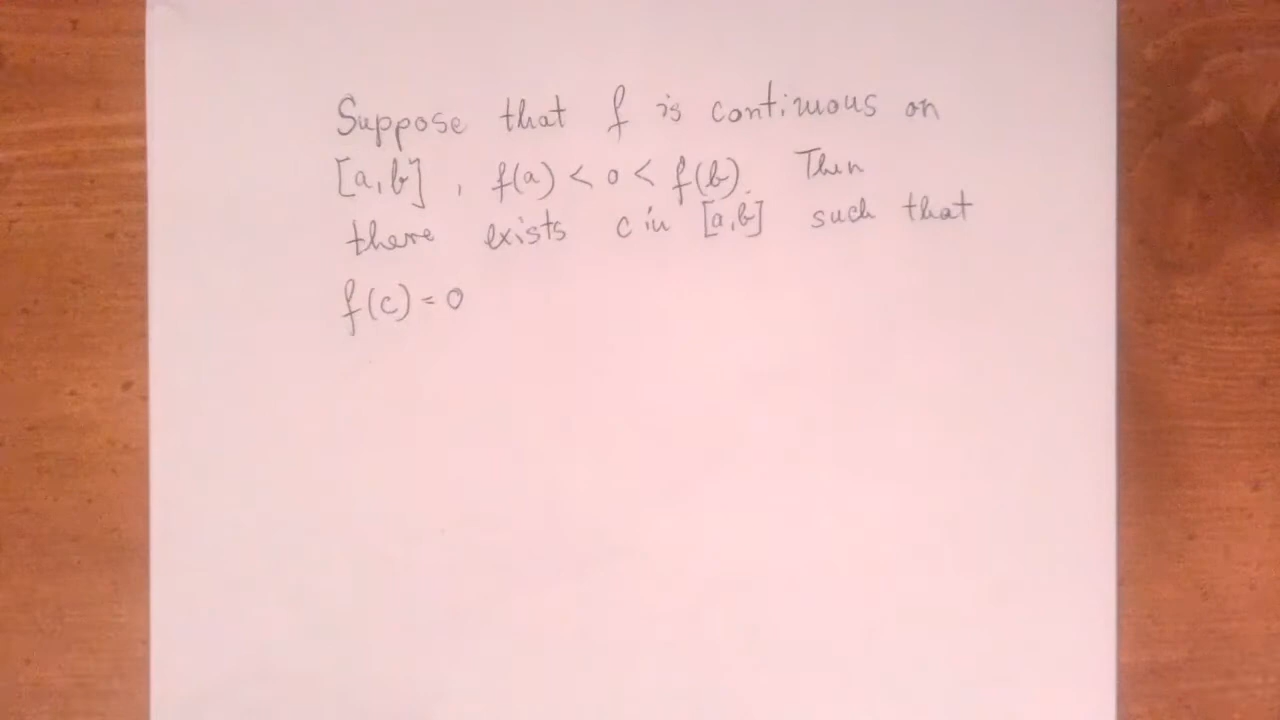 Suppose that f is continuous on
[a,b], f(a) < 0 < f(b). Then
there exists c in [a,b] such that
f(c) = 0